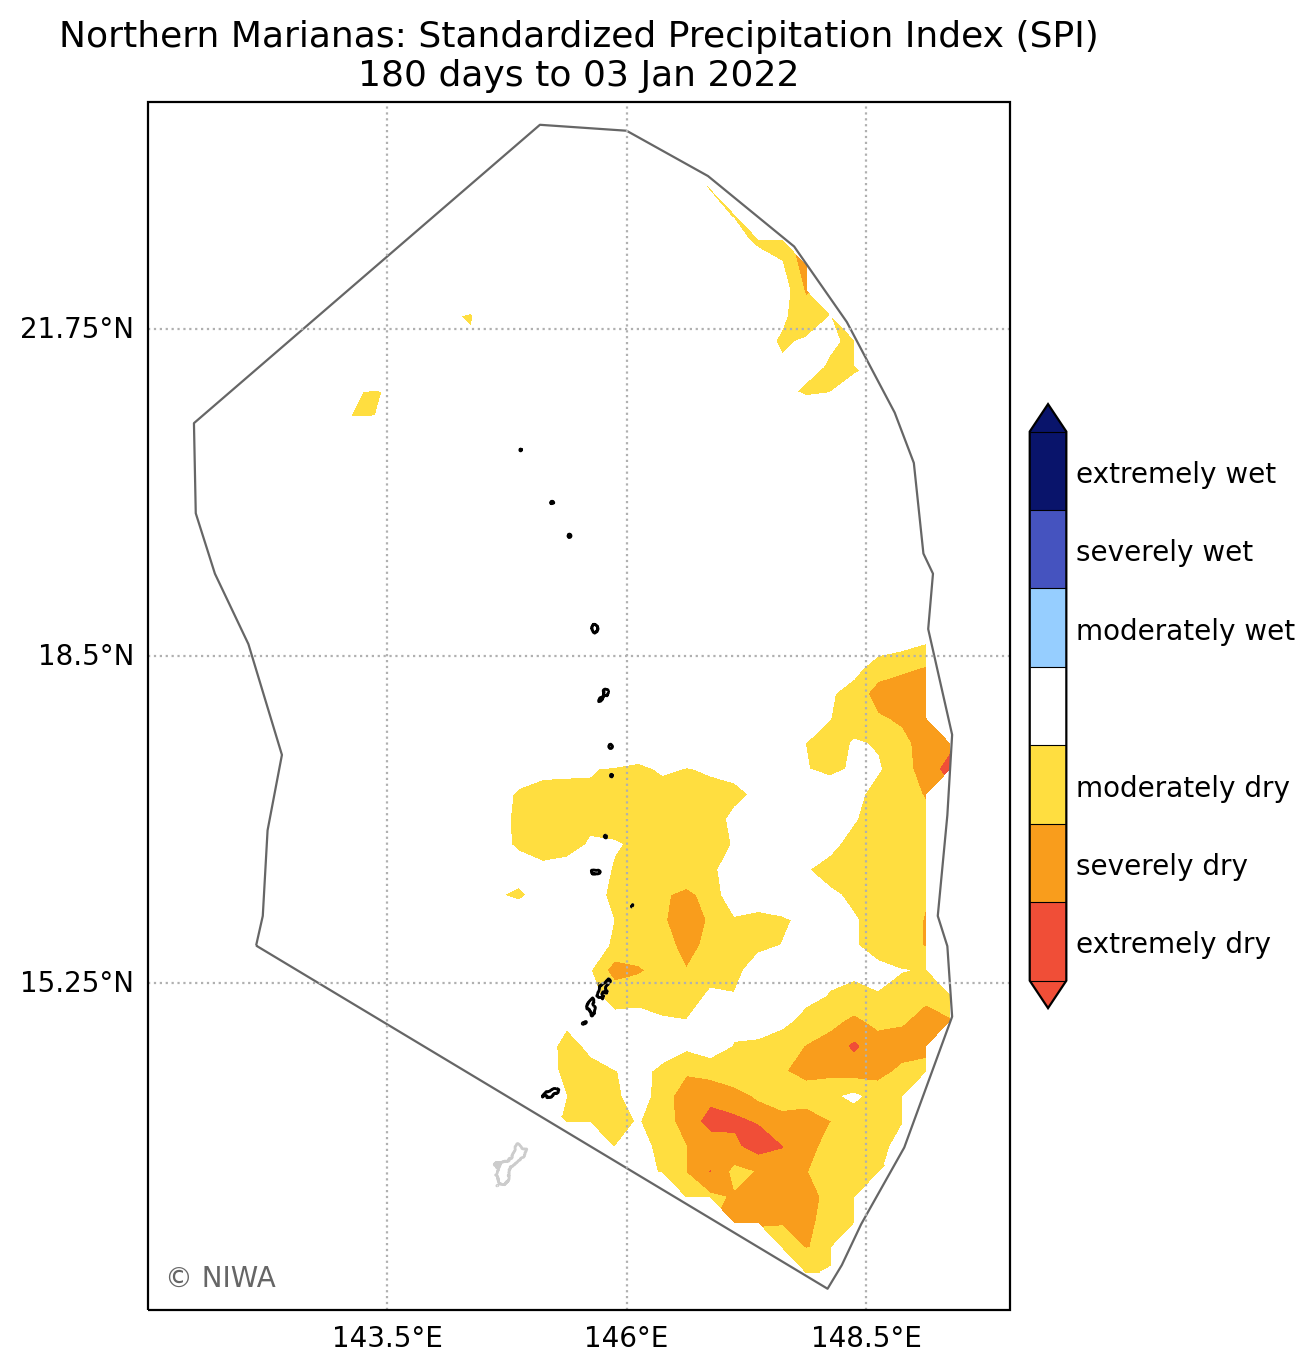 Northern Marianas: Standardized Precipitation Index (SPI)
180 days to 03 Jan 2022
21.75°N
18.5°N
15.25°N
143.5°E
146°E
148.5°E
extremely wet
severely wet
moderately wet
moderately dry
severely dry
extremely dry
© NIWA